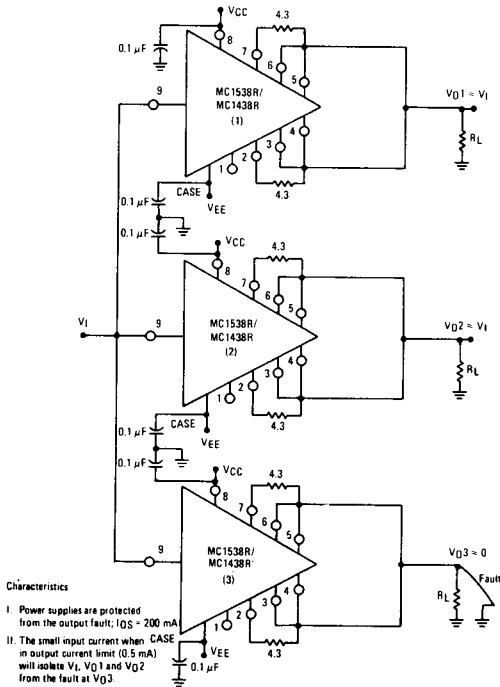 VCC
8
4.3
7
6
5
0.1 μF
MC1538R/
MC1438R
(1)
9
VO1 ≈ VI
RL
4
3
2
1
4.3
CASE
VEE
0.1 μF
0.1 μF
VCC
8
4.3
7
6
5
MC1538R/
MC1438R
(2)
VI
9
VO2 ≈ VI
RL
4
3
2
1
4.3
CASE
VEE
0.1 μF
0.1 μF
VCC
8
4.3
7
6
5
MC1538R/
MC1438R
(3)
9
VO3 ≈ 0
Fault
RL
4
3
2
1
4.3
CASE
VEE
0.1 μF
Characteristics
I. Power supplies are protected
from the output fault; IOS = 200 mA
II. The small input current when
in output current limit (0.5 mA)
will isolate VI, VO1 and VO2
from the fault at VO3.